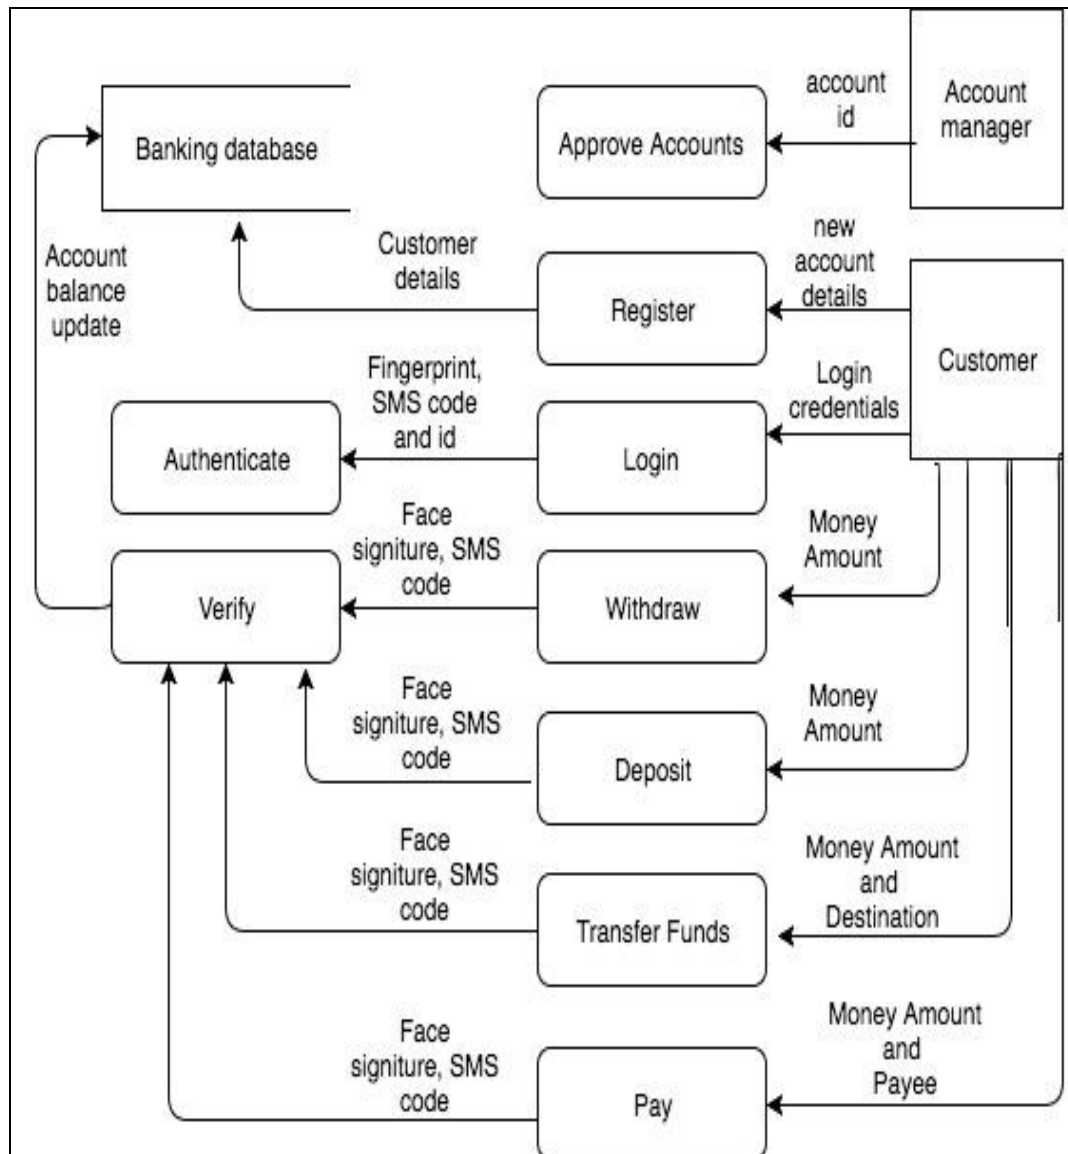 account
id
Account
manager
Banking database
Approve Accounts
new
account
details
Customer
details
Account
balance
update
Register
Customer
Login
credentials
Fingerprint,
SMS code
and id
Authenticate
Login
Face
signiture, SMS
code
Money
Amount
Verify
Withdraw
Face
signiture, SMS
code
Money
Amount
Deposit
Face
signiture, SMS
code
Money Amount
and
Destination
Transfer Funds
Face
signiture, SMS
code
Money Amount
and
Payee
Pay